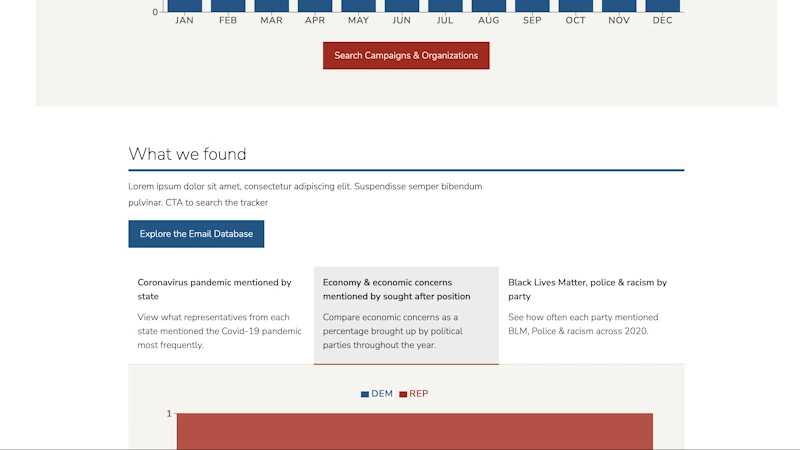 0
JAN FEB MAR APR MAY JUN JUL AUG SEP OCT NOV DEC
Search Campaigns & Organizations
What we found
Lorem ipsum dolor sit amet, consectetur adipiscing elit. Suspendisse semper bibendum
pulvinar. CTA to search the tracker
Explore the Email Database
Coronavirus pandemic mentioned by
state
View what representatives from each
state mentioned the Covid-19 pandemic
most frequently.
Economy & economic concerns
mentioned by sought after position
Compare economic concerns as a
percentage brought up by political
parties throughout the year.
Black Lives Matter, police & racism by
party
See how often each party mentioned
BLM, Police & racism across 2020.
DEM REP
1